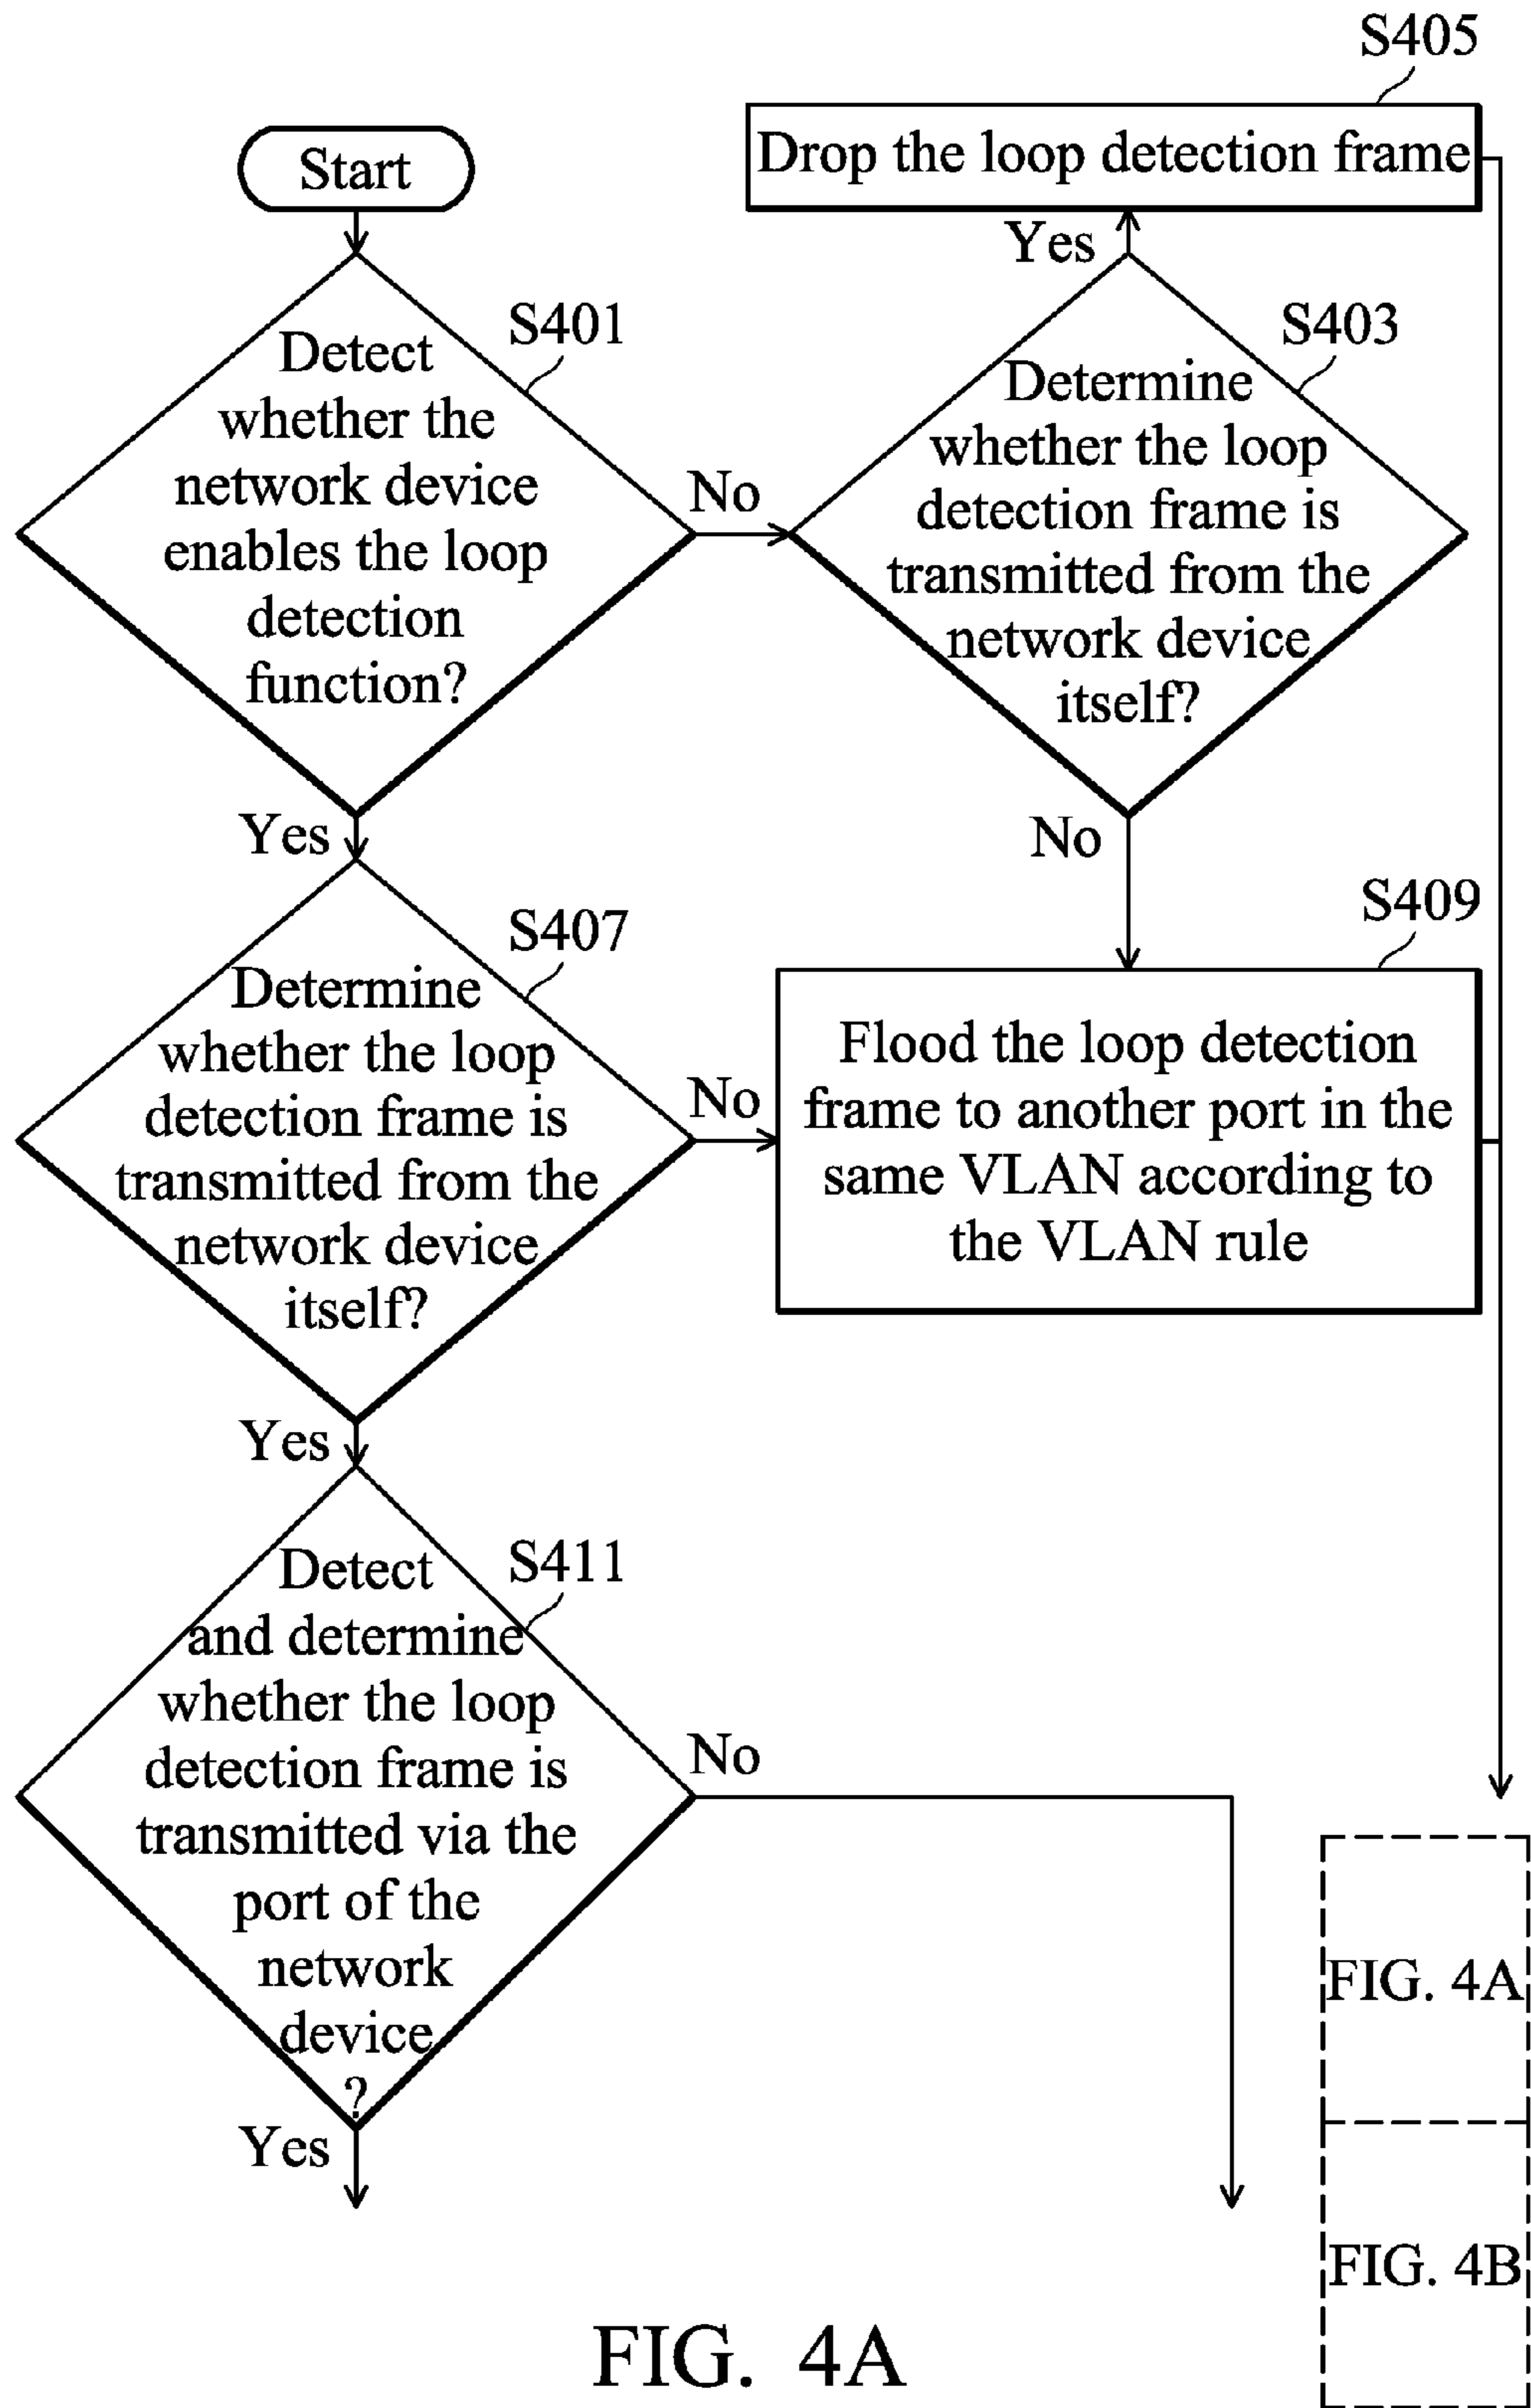 S405
Drop the loop detection frame
Start
Yes
S401
Detect
whether the
network device
enables the loop
detection
function?
No
S403
Determine
whether the loop
detection frame is
transmitted from the
network device
itself?
Yes
No
S407
Determine
whether the loop
detection frame is
transmitted from the
network device
itself?
No
S409
Flood the loop detection
frame to another port in the
same VLAN according to
the VLAN rule
Yes
S411
Detect
and determine
whether the loop
detection frame is
transmitted via the
port of the
network
device
?
No
Yes
FIG. 4A
FIG. 4B
FIG. 4A